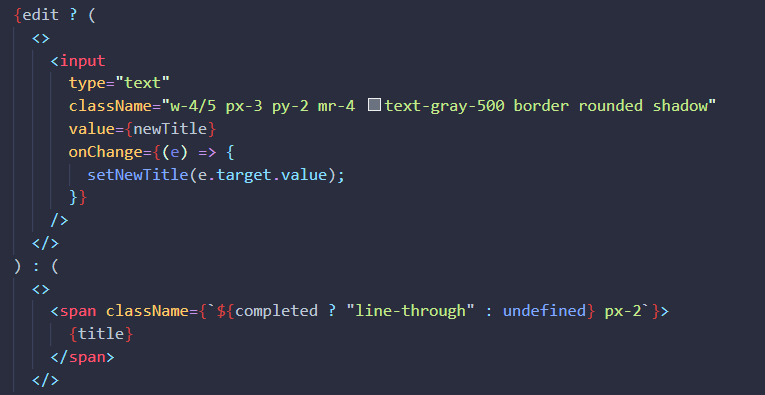 {edit ? (
<>
<input
type="text"
className="w-4/5 px-3 py-2 mr-4 text-gray-500 border rounded shadow"
value={newTitle}
onChange={(e) => {
setNewTitle(e.target.value);
}}
/>
</>
) : (
<>
<span className={`${completed ? "line-through" : undefined} px-2`}>
{title}
</span>
</>